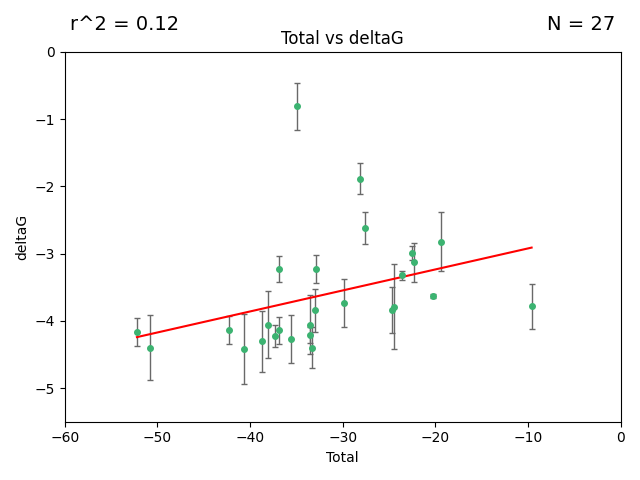 r^2 = 0.12
N = 27
Total vs deltaG
0
−1
−2
−3
−4
−5
deltaG
−60
−50
−40
−30
−20
−10
0
Total